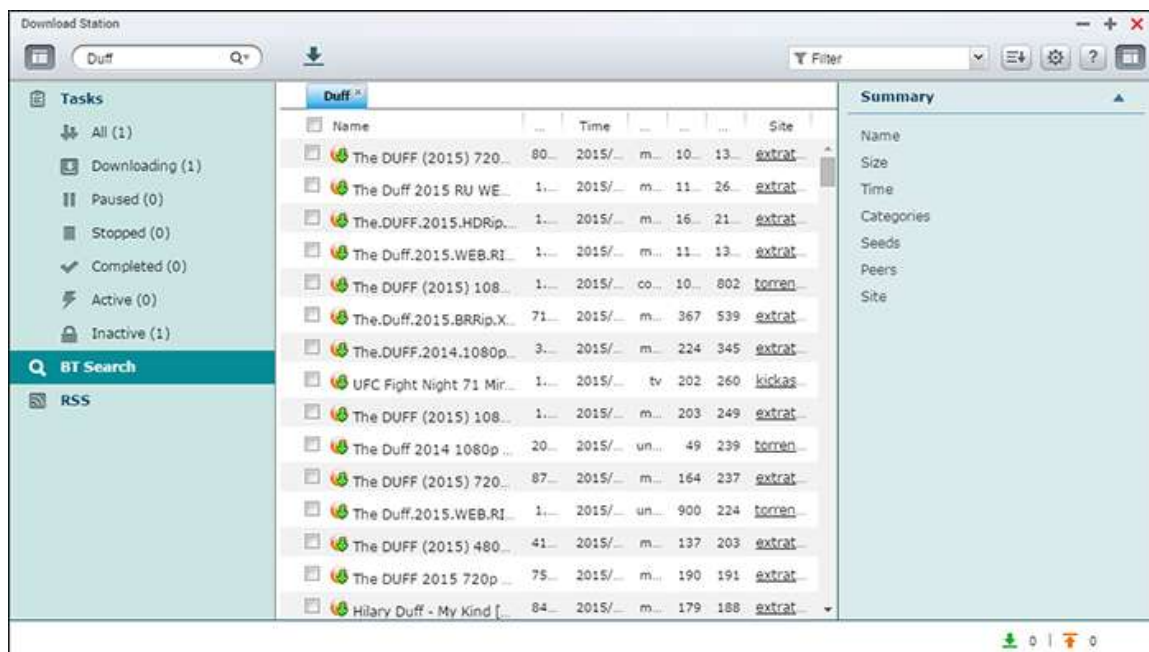 Download Station
Duff
Filter
?
Tasks
All (1)
Downloading (1)
Paused (0)
Stopped (0)
Completed (0)
Active (0)
Inactive (1)
BT Search
RSS
Duff
Name ... Time ... ... ... Site
The DUFF (2015) 720... 80... 2015/... m... 10... 13... extrat...
The Duff 2015 RU WE... 1.... 2015/... m... 11... 26... extrat...
The.DUFF.2015.HDRip.... 1.... 2015/... m... 16... 21... extrat...
The Duff.2015.WEB.RI... 1.... 2015/... m... 11... 13... extrat...
The DUFF (2015) 108... 1.... 2015/... co... 10... 802 torren...
The.Duff.2015.BRRip.X... 71... 2015/... m... 367 539 extrat...
The.DUFF.2014.1080p... 3.... 2015/... m... 224 345 extrat...
UFC Fight Night 71 Mir... 1.... 2015/... tv 202 260 kickas...
The DUFF (2015) 108... 1.... 2015/... m... 203 249 extrat...
The Duff 2014 1080p ... 20... 2015/... un... 49 239 torren...
The DUFF (2015) 720... 87... 2015/... m... 164 237 extrat...
The Duff.2015.WEB.RI... 1.... 2015/... un... 900 224 torren...
The DUFF (2015) 480... 41... 2015/... m... 137 203 extrat...
The DUFF 2015 720p ... 75... 2015/... m... 190 191 extrat...
Hilary Duff - My Kind [... 84... 2015/... m... 179 188 extrat...
Summary
Name
Size
Time
Categories
Seeds
Peers
Site
0 | 0